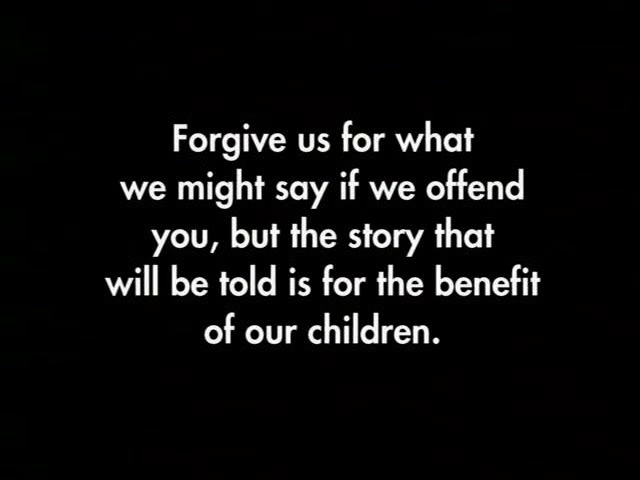 Forgive us for what
we might say if we offend
you, but the story that
will be told is for the benefit
of our children.